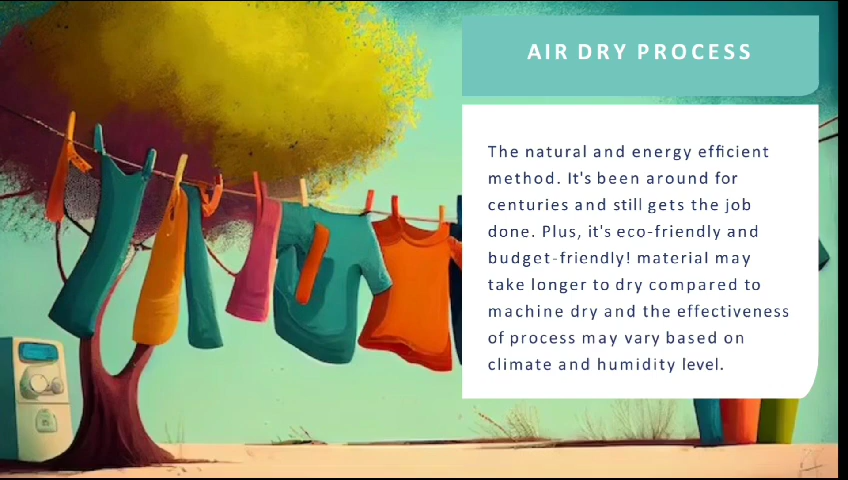 AIR DRY PROCESS
The natural and energy efficient
method. It's been around for
centuries and still gets the job
done. Plus, it's eco-friendly and
budget-friendly! material may
take longer to dry compared to
machine dry and the effectiveness
of process may vary based on
climate and humidity level.